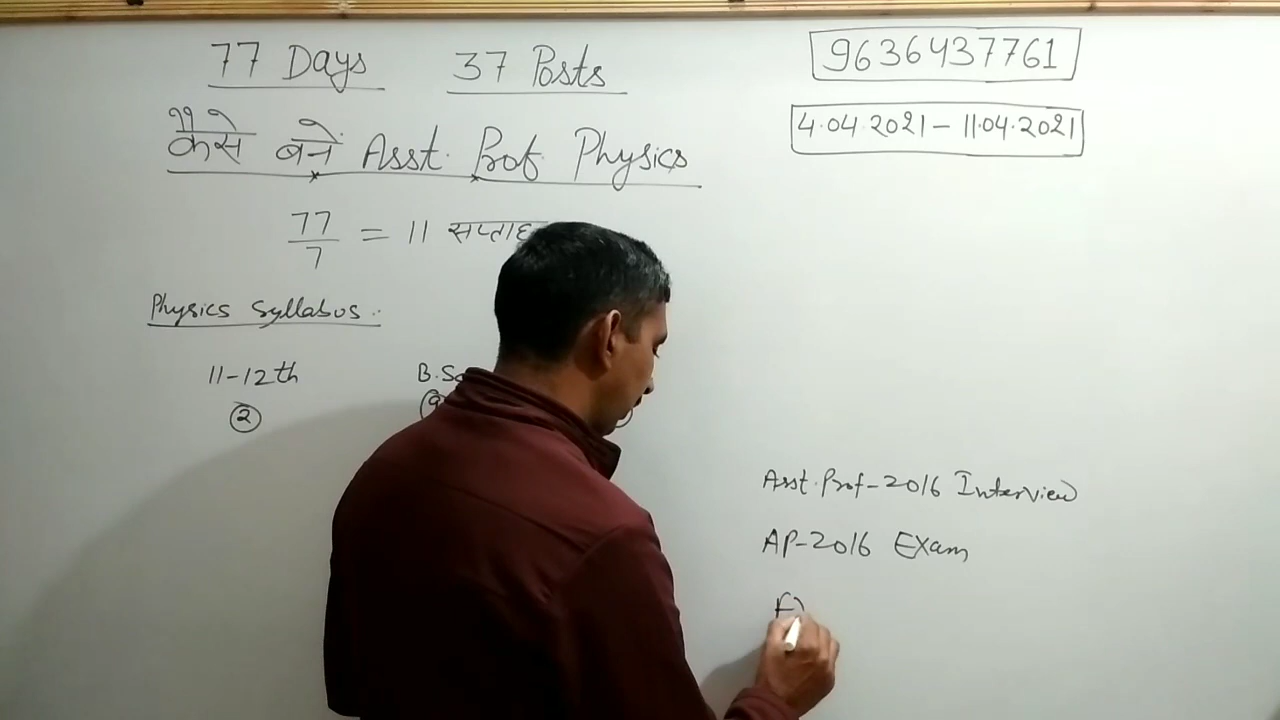 77 Days 37 Posts
9636437761
4.04.2021 - 11.04.2021
कैसे बने Asst. Prof. Physics
77/7 = 11 सप्ताह
Physics Syllabus :
11-12th B.Sc
②
Asst. Prof-2016 Interview
AP-2016 Exam